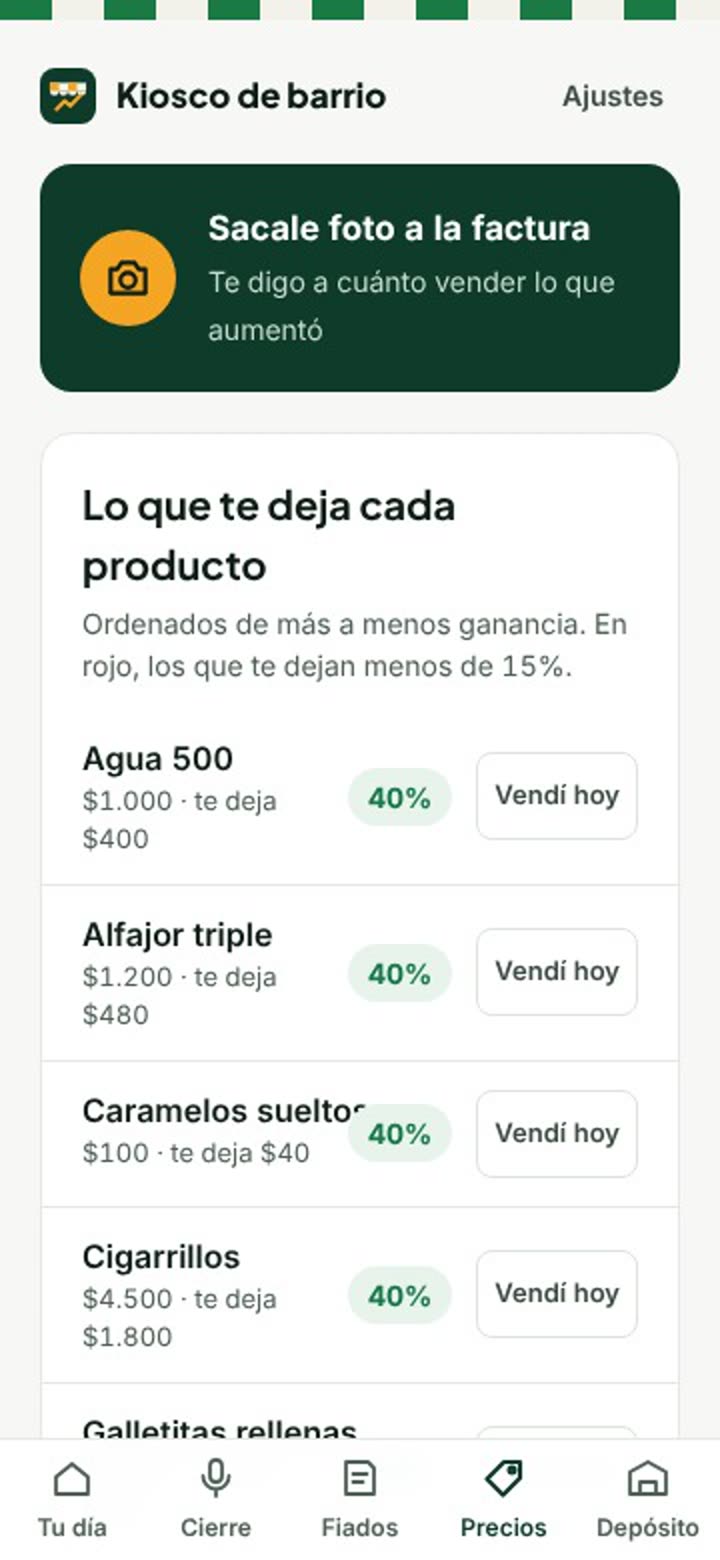 Kiosco de barrio
Ajustes
Sacale foto a la factura
Te digo a cuánto vender lo que
aumentó
Lo que te deja cada
producto
Ordenados de más a menos ganancia. En
rojo, los que te dejan menos de 15%.
Agua 500
$1.000 · te deja
$400
40%
Vendí hoy
Alfajor triple
$1.200 · te deja
$480
40%
Vendí hoy
Caramelos sueltos
$100 · te deja $40
40%
Vendí hoy
Cigarrillos
$4.500 · te deja
$1.800
40%
Vendí hoy
Galletitas rellenas
Tu día
Cierre
Fiados
Precios
Depósito